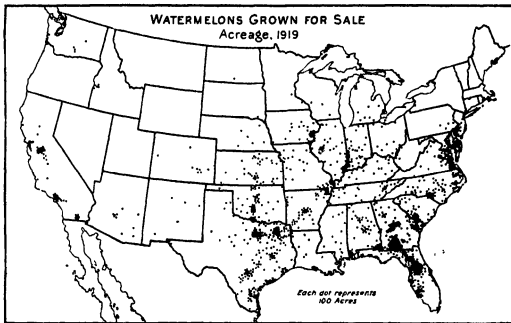 WATERMELONS GROWN FOR SALE
Acreage, 1919
Each dot represents
100 Acres